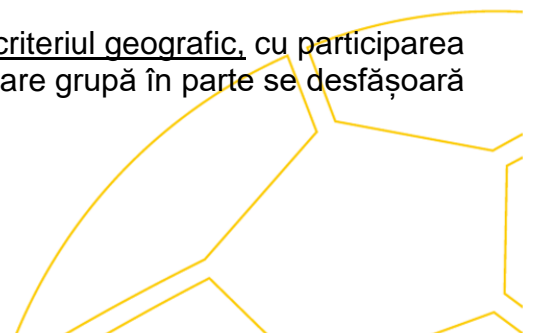 criteriul geografic, cu participarea
are grupă în parte se desfășoară